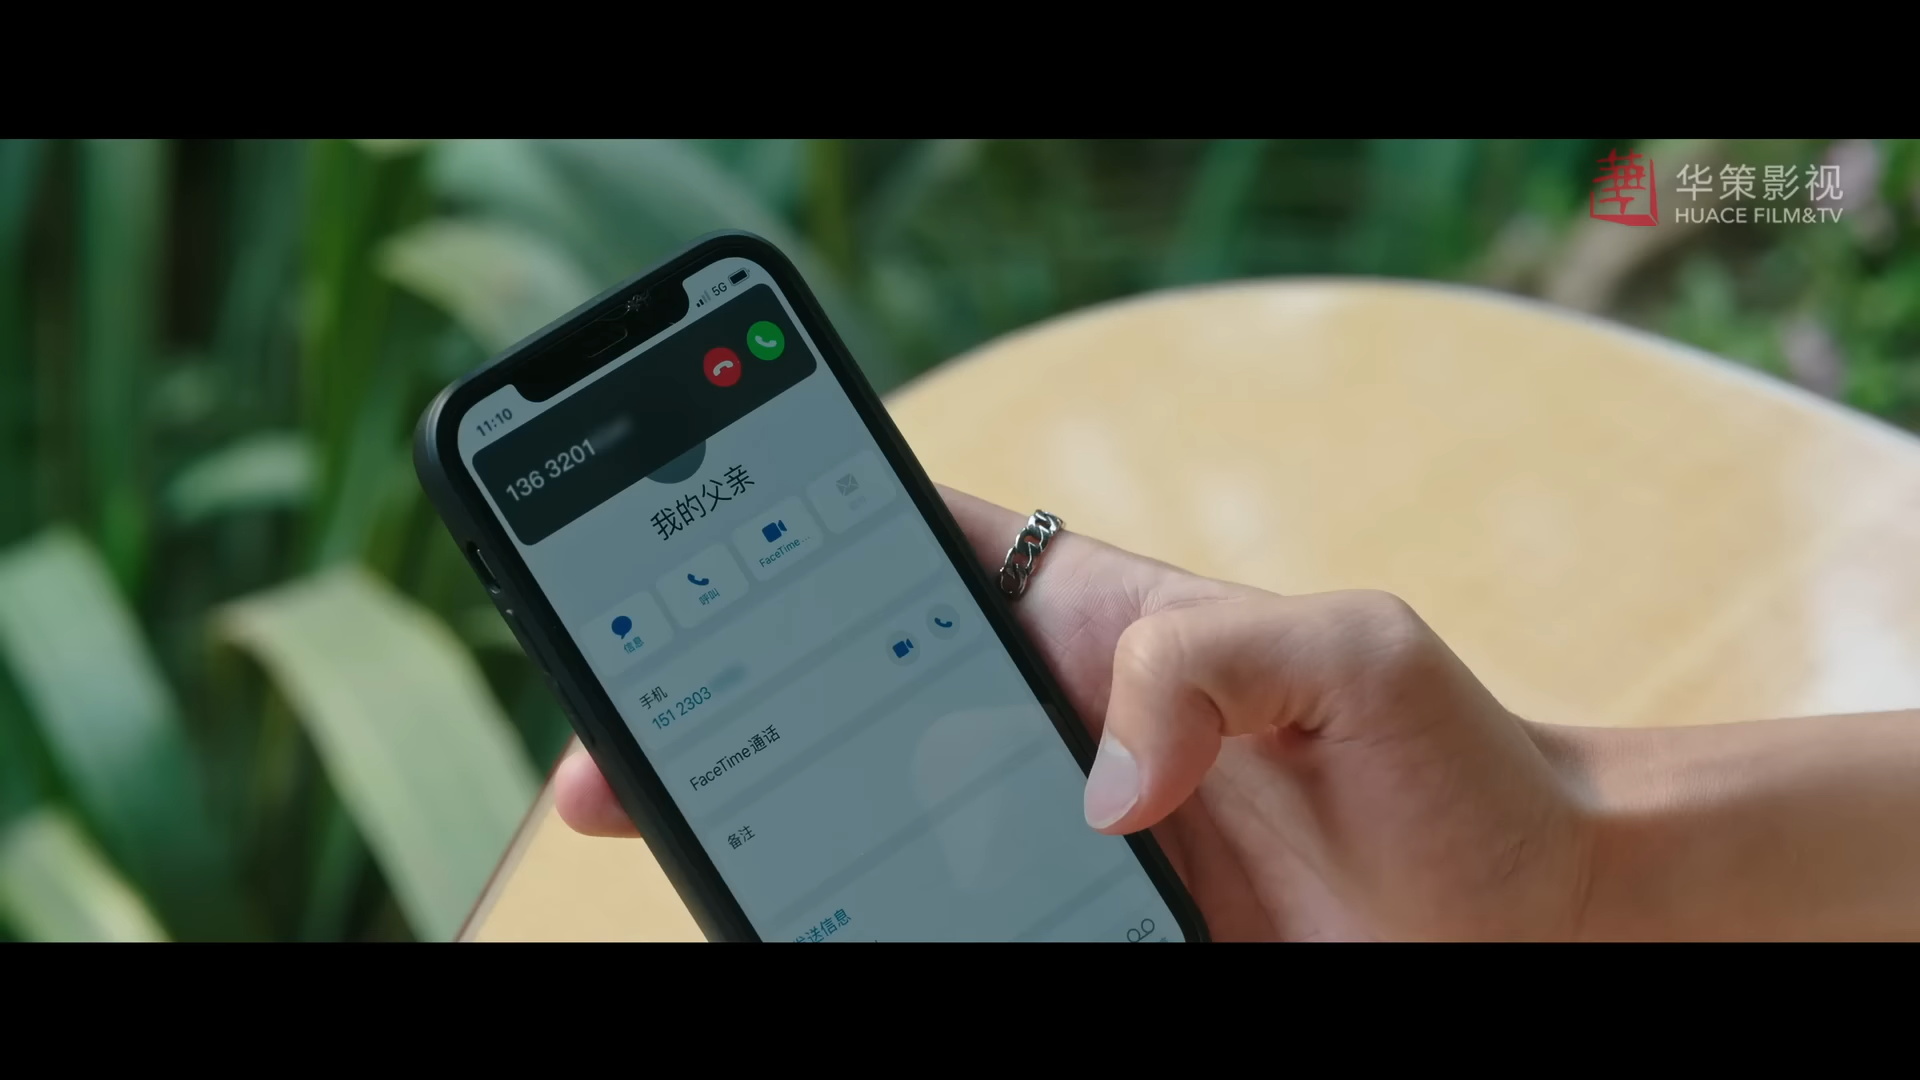 华策影视
HUACE FILM&TV
11:10
5G
136 3201
我的父亲
信息
呼叫
FaceTime...
手机
151 2303
FaceTime通话
备注
发送信息